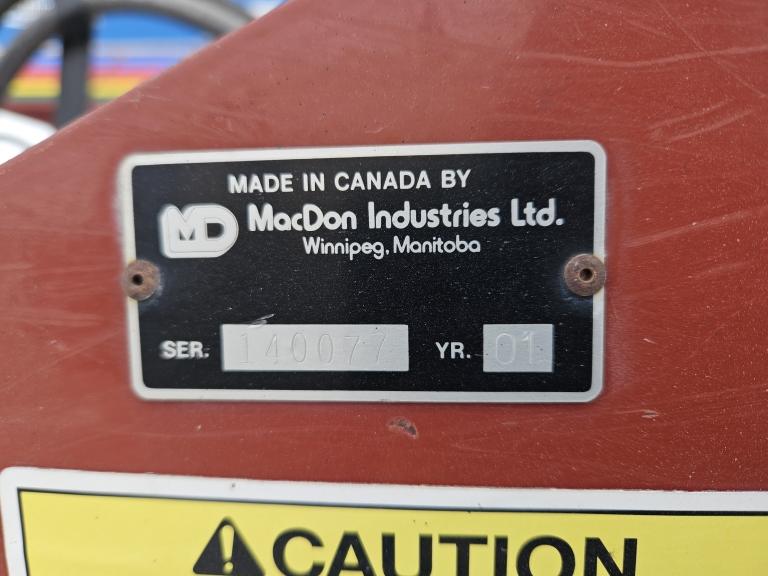 MADE IN CANADA BY
MD MacDon Industries Ltd.
Winnipeg, Manitoba
SER. 140077 YR. 01
CAUTION